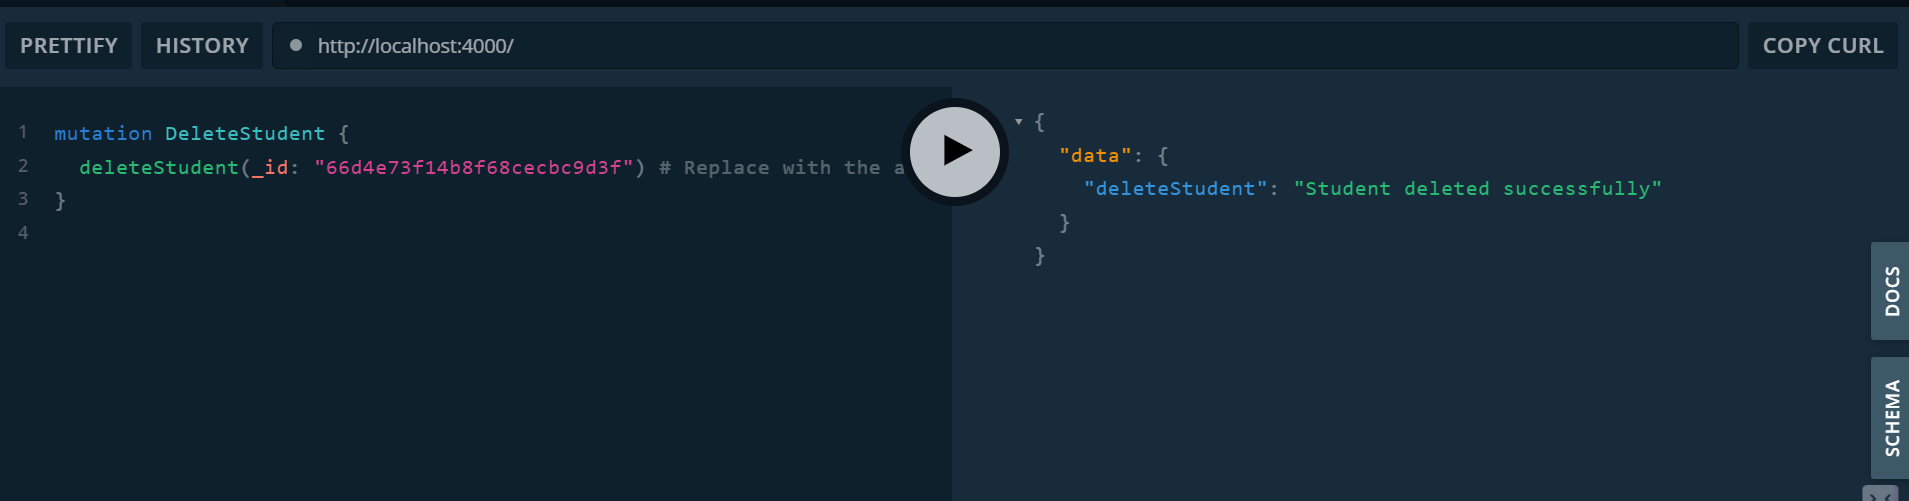 PRETTIFY HISTORY http://localhost:4000/ COPY CURL
1 mutation DeleteStudent {
2 deleteStudent(_id: "66d4e73f14b8f68cecbc9d3f") # Replace with the a
3 }
4
{
"data": {
"deleteStudent": "Student deleted successfully"
}
}
DOCS
SCHEMA